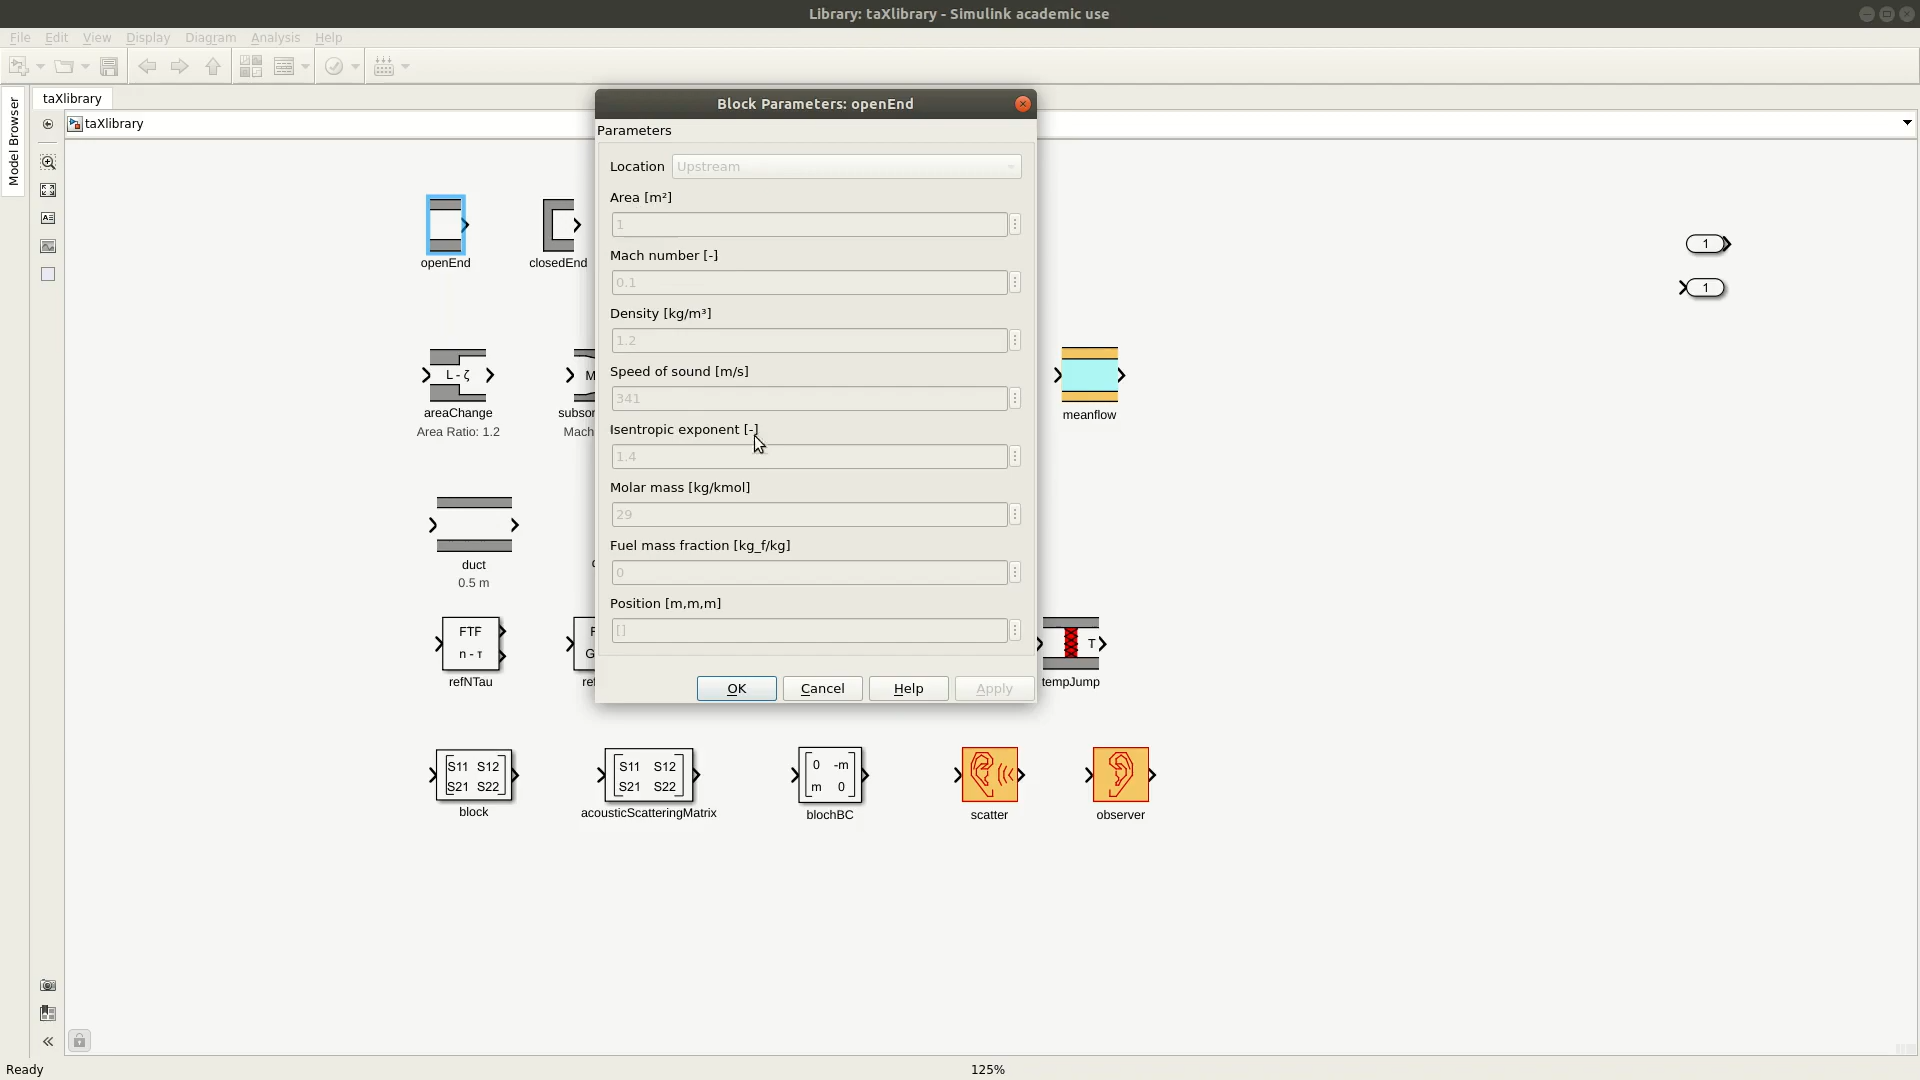 Library: taXlibrary - Simulink academic use
File Edit View Display Diagram Analysis Help
Model Browser
taXlibrary
taXlibrary
Block Parameters: openEnd
Parameters
Location Upstream
Area [m²]
1
Mach number [-]
0.1
Density [kg/m³]
1.2
Speed of sound [m/s]
341
Isentropic exponent [-]
1.4
Molar mass [kg/kmol]
29
Fuel mass fraction [kg_f/kg]
0
Position [m,m,m]
[]
OK Cancel Help Apply
openEnd
closedEnd
1
1
L - ζ
M
areaChange
subsor
meanflow
Area Ratio: 1.2
Mach
duct
0.5 m
FTF
n - τ
G
T
refNTau
ref
tempJump
S11 S12
S21 S22
S11 S12
S21 S22
0 -m
m 0
block
acousticScatteringMatrix
blochBC
scatter
observer
Ready
125%